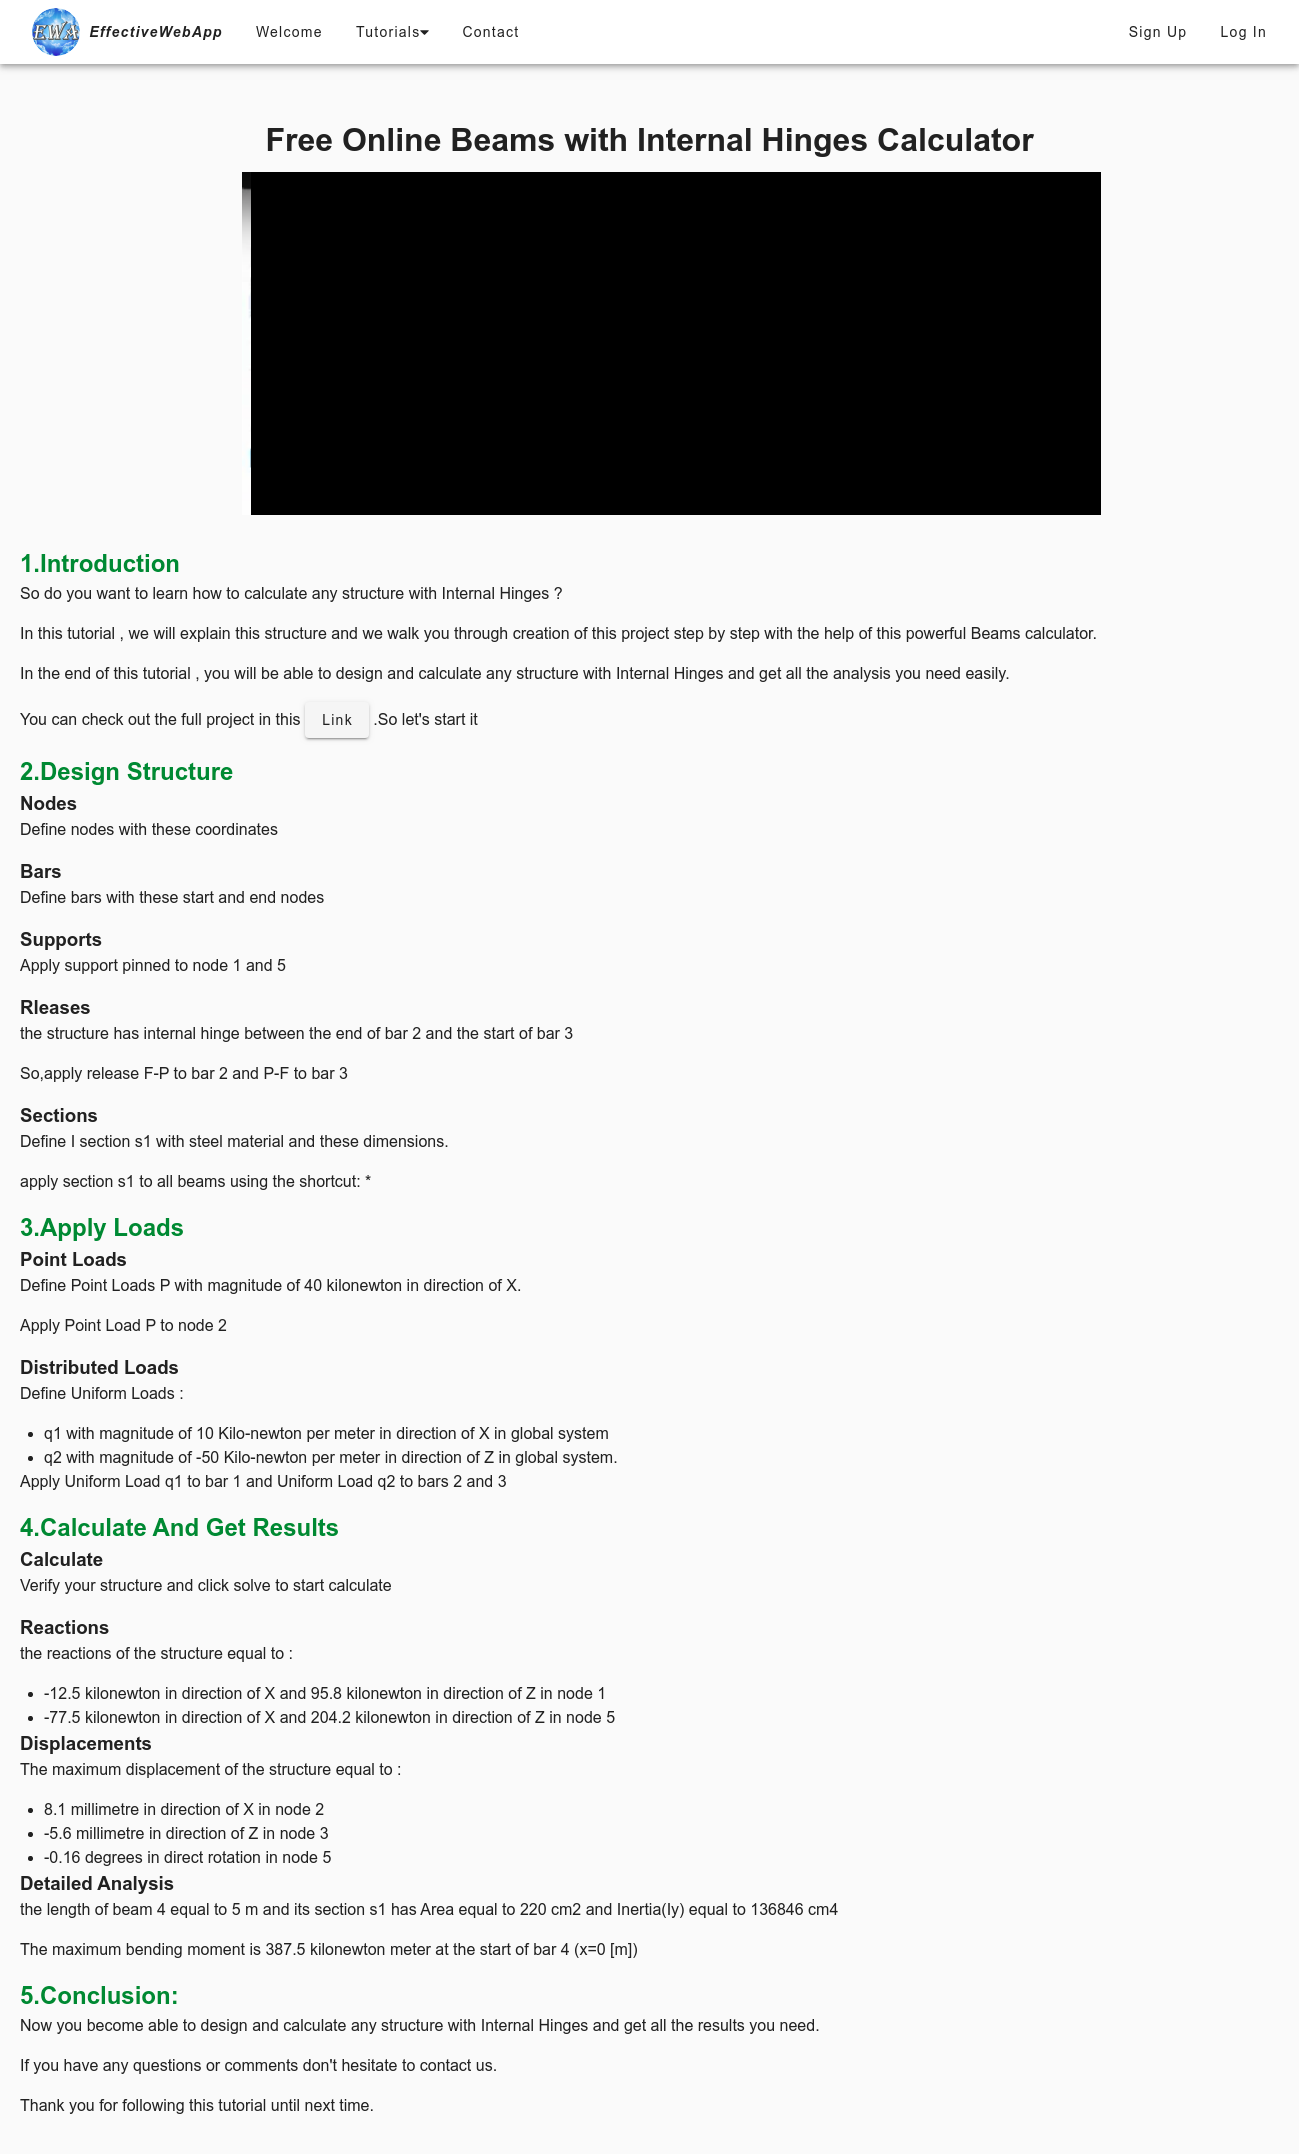 EWA EffectiveWebApp Welcome Tutorials Contact Sign Up Log In
Free Online Beams with Internal Hinges Calculator
1.Introduction
So do you want to learn how to calculate any structure with Internal Hinges ?
In this tutorial , we will explain this structure and we walk you through creation of this project step by step with the help of this powerful Beams calculator.
In the end of this tutorial , you will be able to design and calculate any structure with Internal Hinges and get all the analysis you need easily.
You can check out the full project in this Link .So let's start it
2.Design Structure
Nodes
Define nodes with these coordinates
Bars
Define bars with these start and end nodes
Supports
Apply support pinned to node 1 and 5
Rleases
the structure has internal hinge between the end of bar 2 and the start of bar 3
So,apply release F-P to bar 2 and P-F to bar 3
Sections
Define I section s1 with steel material and these dimensions.
apply section s1 to all beams using the shortcut: *
3.Apply Loads
Point Loads
Define Point Loads P with magnitude of 40 kilonewton in direction of X.
Apply Point Load P to node 2
Distributed Loads
Define Uniform Loads :
• q1 with magnitude of 10 Kilo-newton per meter in direction of X in global system
• q2 with magnitude of -50 Kilo-newton per meter in direction of Z in global system.
Apply Uniform Load q1 to bar 1 and Uniform Load q2 to bars 2 and 3
4.Calculate And Get Results
Calculate
Verify your structure and click solve to start calculate
Reactions
the reactions of the structure equal to :
• -12.5 kilonewton in direction of X and 95.8 kilonewton in direction of Z in node 1
• -77.5 kilonewton in direction of X and 204.2 kilonewton in direction of Z in node 5
Displacements
The maximum displacement of the structure equal to :
• 8.1 millimetre in direction of X in node 2
• -5.6 millimetre in direction of Z in node 3
• -0.16 degrees in direct rotation in node 5
Detailed Analysis
the length of beam 4 equal to 5 m and its section s1 has Area equal to 220 cm2 and Inertia(Iy) equal to 136846 cm4
The maximum bending moment is 387.5 kilonewton meter at the start of bar 4 (x=0 [m])
5.Conclusion:
Now you become able to design and calculate any structure with Internal Hinges and get all the results you need.
If you have any questions or comments don't hesitate to contact us.
Thank you for following this tutorial until next time.